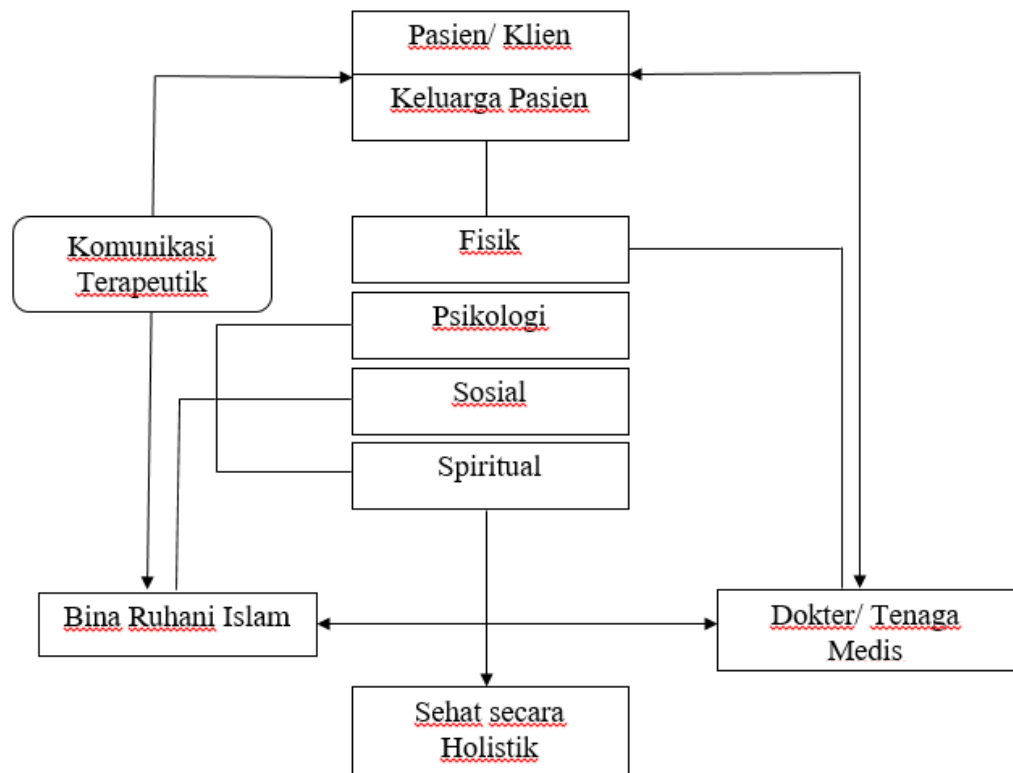 Pasien/ Klien
Keluarga Pasien
Komunikasi
Terapeutik
Fisik
Psikologi
Sosial
Spiritual
Bina Ruhani Islam
Dokter/ Tenaga
Medis
Sehat secara
Holistik